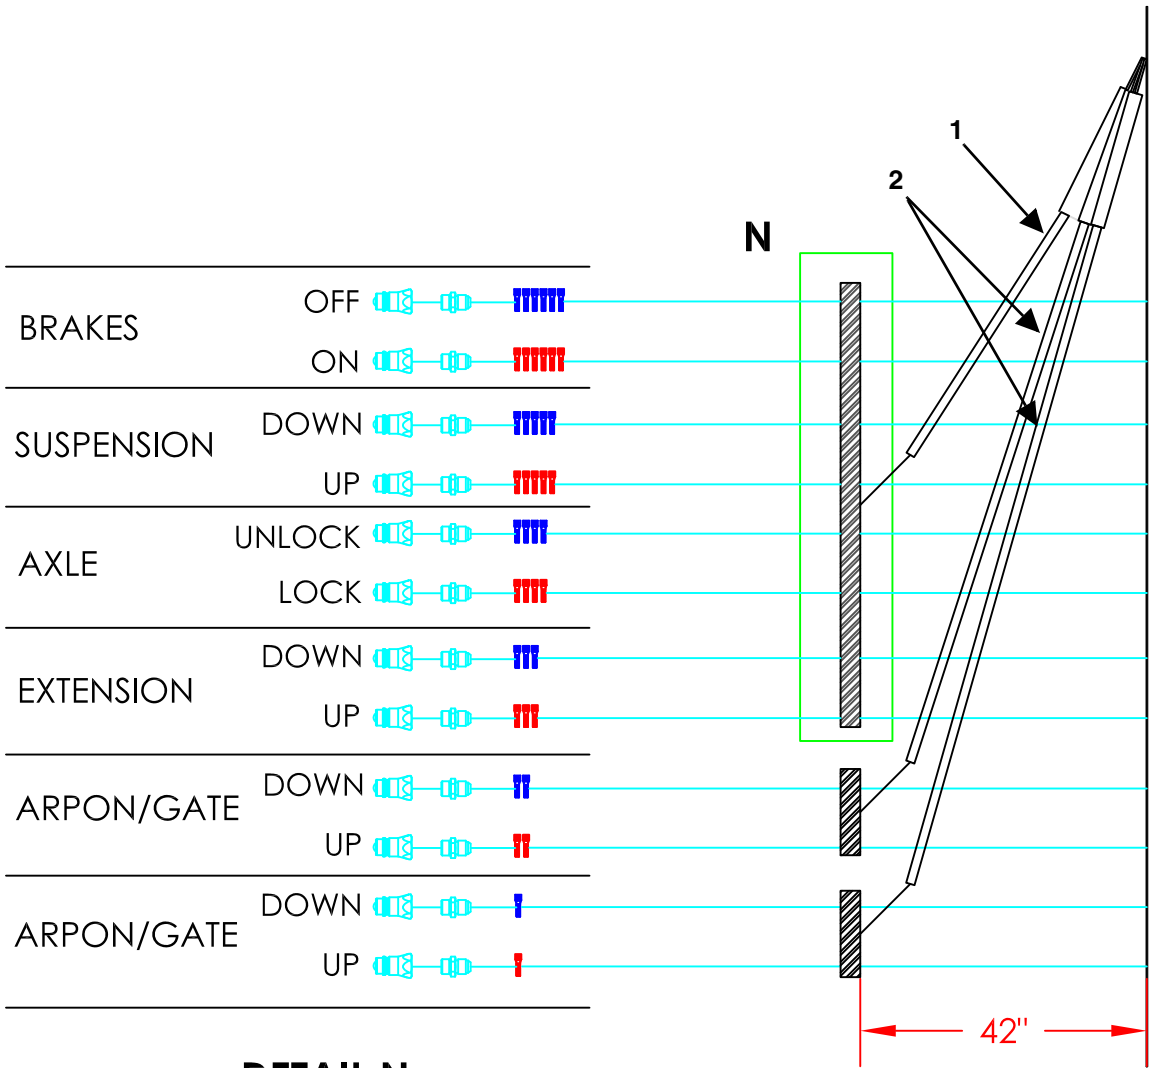 1
2
N
OFF
BRAKES
ON
DOWN
SUSPENSION
UP
UNLOCK
AXLE
LOCK
DOWN
EXTENSION
UP
DOWN
ARPON/GATE
UP
DOWN
ARPON/GATE
UP
42"
DETAIL N